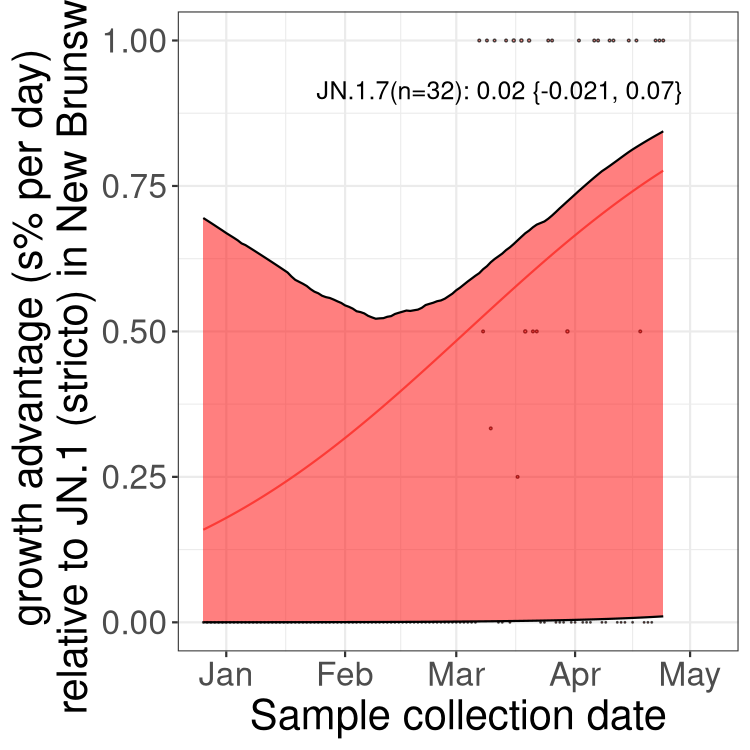 growth advantage (s% per day)
relative to JN.1 (stricto) in New Brunsw
1.00
0.75
0.50
0.25
0.00
JN.1.7(n=32): 0.02 {-0.021, 0.07}
Jan Feb Mar Apr May
Sample collection date